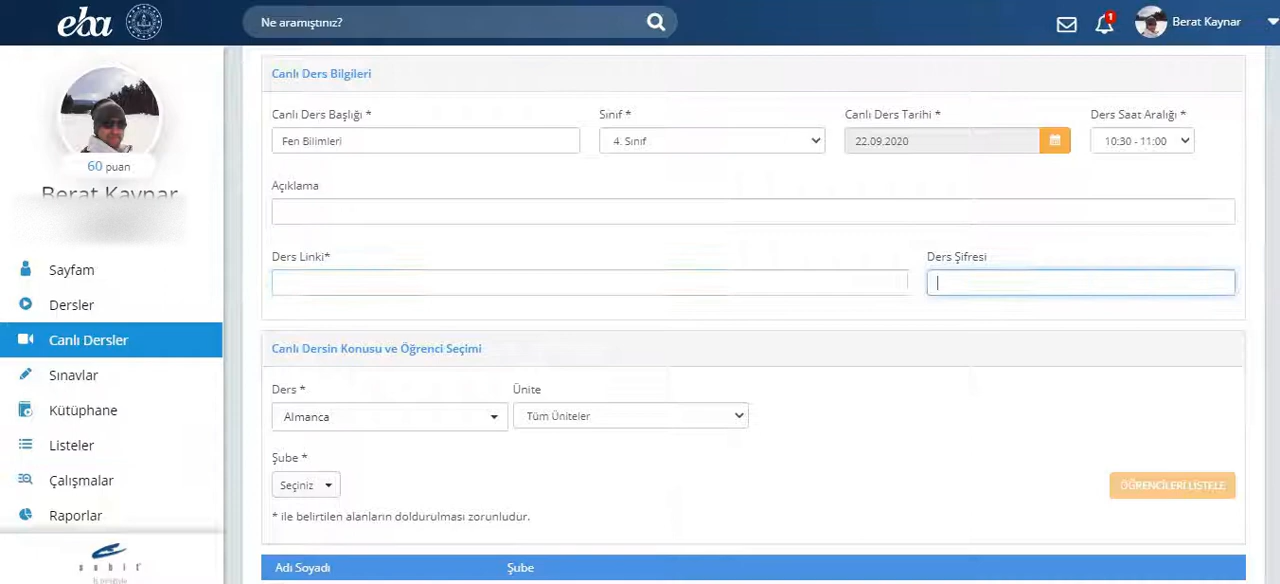 eba
Ne aramıştınız?
1
Berat Kaynar
60 puan
Berat Kaynar
Sayfam
Dersler
Canlı Dersler
Sınavlar
Kütüphane
Listeler
Çalışmalar
Raporlar
sebit
Canlı Ders Bilgileri
Canlı Ders Başlığı *
Sınıf *
Canlı Ders Tarihi *
Ders Saat Aralığı *
Fen Bilimleri
4. Sınıf
22.09.2020
10:30 - 11:00
Açıklama
Ders Linki*
Ders Şifresi
Canlı Dersin Konusu ve Öğrenci Seçimi
Ders *
Ünite
Almanca
Tüm Üniteler
Şube *
Seçiniz
ÖĞRENCİLERİ LİSTELE
* ile belirtilen alanların doldurulması zorunludur.
Adı Soyadı
Şube